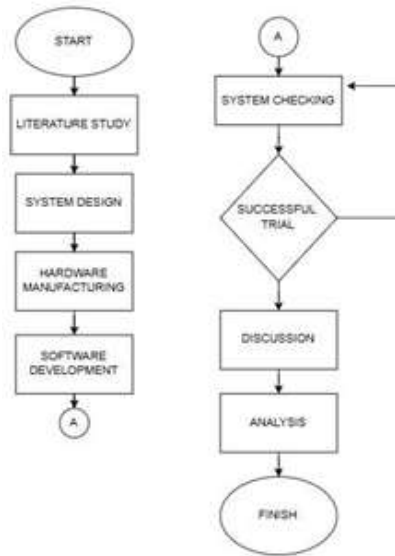 START
LITERATURE STUDY
SYSTEM DESIGN
HARDWARE
MANUFACTURING
SOFTWARE
DEVELOPMENT
A
A
SYSTEM CHECKING
SUCCESSFUL
TRIAL
DISCUSSION
ANALYSIS
FINISH